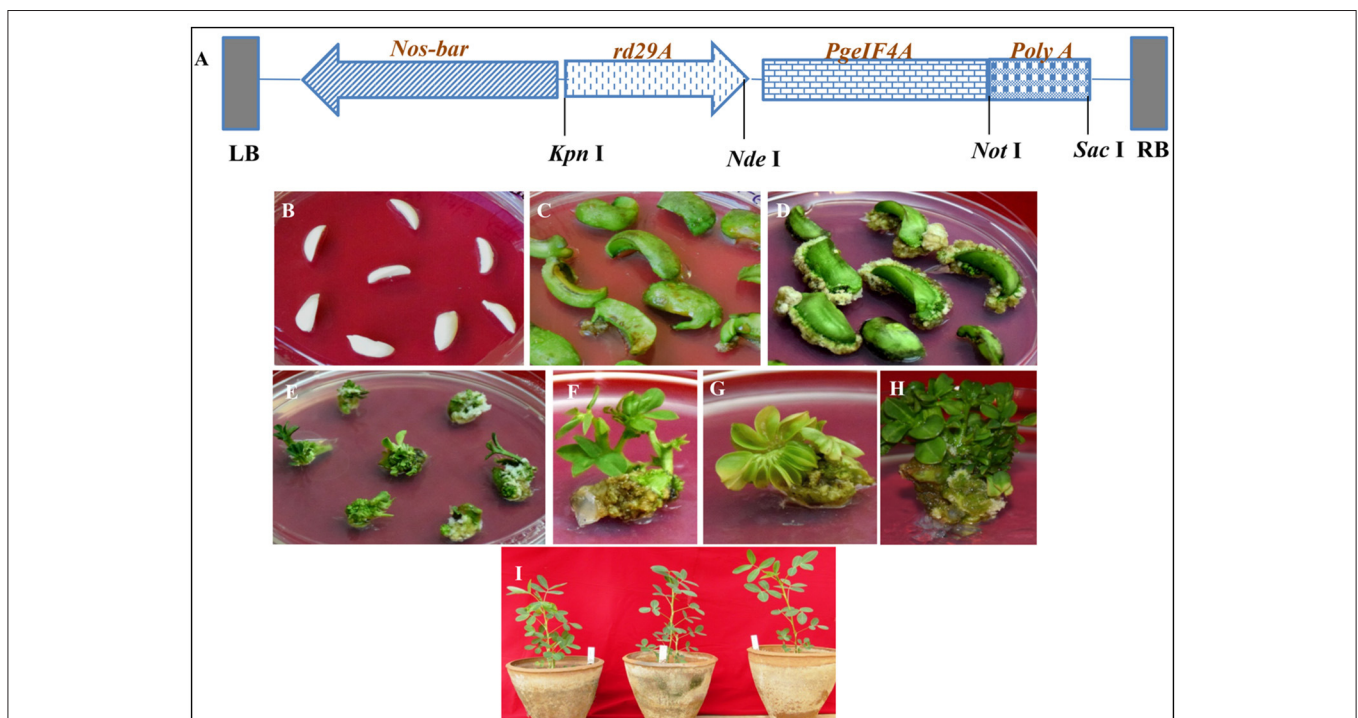 A Nos-bar rd29A PgeIF4A Poly A
LB Kpn I Nde I Not I Sac I RB
B C D
E F G H
I